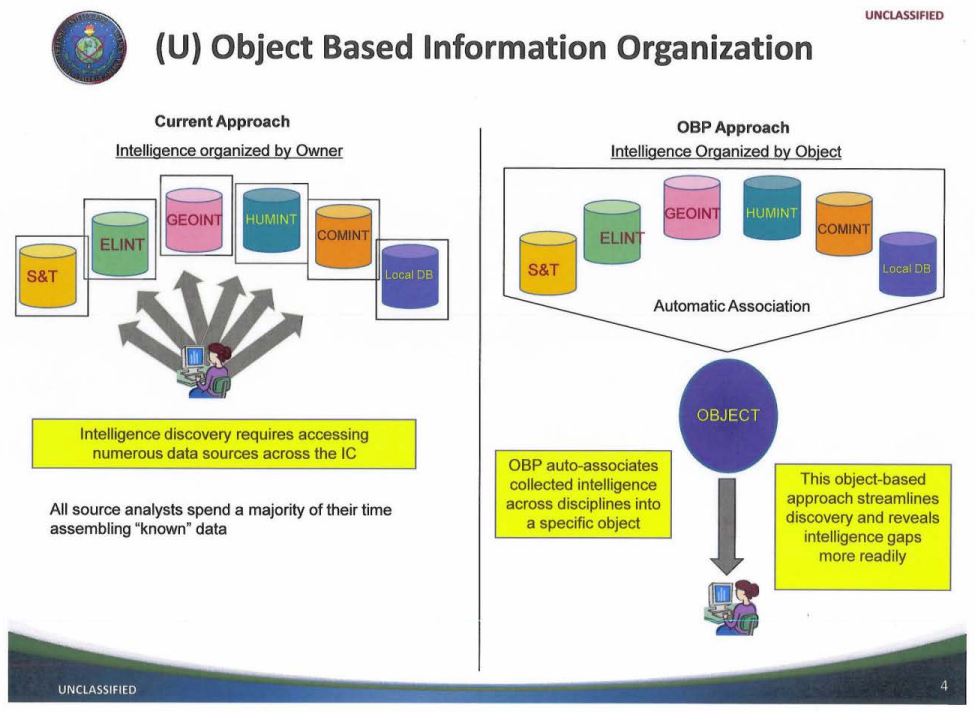 UNCLASSIFIED
(U) Object Based Information Organization
Current Approach
Intelligence organized by Owner
S&T
ELINT
GEOINT
HUMINT
COMINT
Local DB
Intelligence discovery requires accessing
numerous data sources across the IC
All source analysts spend a majority of their time
assembling “known” data
OBP Approach
Intelligence Organized by Object
S&T
ELINT
GEOINT
HUMINT
COMINT
Local DB
Automatic Association
OBJECT
OBP auto-associates
collected intelligence
across disciplines into
a specific object
This object-based
approach streamlines
discovery and reveals
intelligence gaps
more readily
UNCLASSIFIED
4